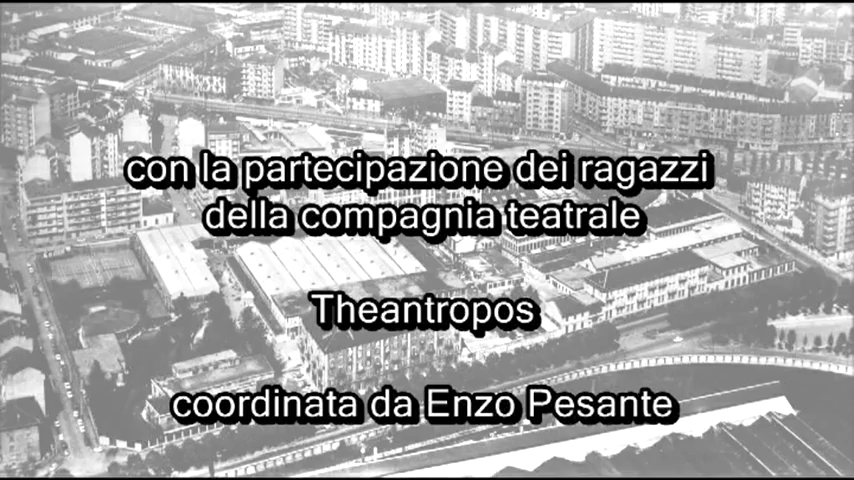 con la partecipazione dei ragazzi
della compagnia teatrale
Theantropos
coordinata da Enzo Pesante